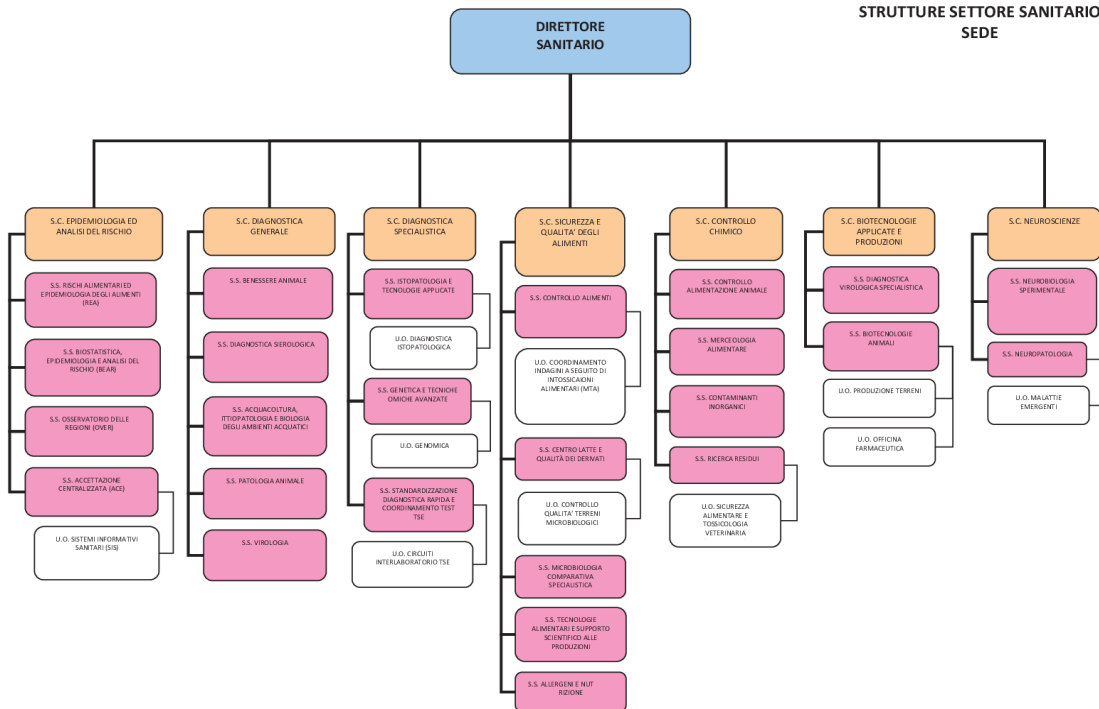 STRUTTURE SETTORE SANITARIO
SEDE
DIRETTORE
SANITARIO
S.C. EPIDEMIOLOGIA ED
ANALISI DEL RISCHIO
S.S. RISCHI ALIMENTARI ED
EPIDEMIOLOGIA DEGLI ALIMENTI
(REA)
S.S. BIOSTATISTICA,
EPIDEMIOLOGIA E ANALISI DEL
RISCHIO (BEAR)
S.S. OSSERVATORIO DELLE
REGIONI (OVER)
S.S. ACCETTAZIONE
CENTRALIZZATA (ACE)
U.O. SISTEMI INFORMATIVI
SANITARI (SIS)
S.C. DIAGNOSTICA
GENERALE
S.S. BENESSERE ANIMALE
S.S. DIAGNOSTICA SIEROLOGICA
S.S. ACQUACOLTURA,
ITTIOPATOLOGIA E BIOLOGIA
DEGLI AMBIENTI ACQUATICI
S.S. PATOLOGIA ANIMALE
S.S. VIROLOGIA
S.C. DIAGNOSTICA
SPECIALISTICA
S.S. ISTOPATOLOGIA E
TECNOLOGIE APPLICATE
U.O. DIAGNOSTICA
ISTOPATOLOGICA
S.S. GENETICA E TECNICHE
OMICHE AVANZATE
U.O. GENOMICA
S.S. STANDARDIZZAZIONE
DIAGNOSTICA RAPIDA E
COORDINAMENTO TEST
TSE
U.O. CIRCUITI
INTERLABORATORIO TSE
S.C. SICUREZZA E
QUALITA' DEGLI
ALIMENTI
S.S. CONTROLLO ALIMENTI
U.O. COORDINAMENTO
INDAGINI A SEGUITO DI
INTOSSICAIONI
ALIMENTARI (MTA)
S.S. CENTRO LATTE E
QUALITÀ DEI DERIVATI
U.O. CONTROLLO
QUALITA' TERRENI
MICROBIOLOGICI
S.S. MICROBIOLOGIA
COMPARATIVA
SPECIALISTICA
S.S. TECNOLOGIE
ALIMENTARI E SUPPORTO
SCIENTIFICO ALLE
PRODUZIONI
S.S. ALLERGENI E NUT
RIZIONE
S.C. CONTROLLO
CHIMICO
S.S. CONTROLLO
ALIMENTAZIONE ANIMALE
S.S. MERCEOLOGIA
ALIMENTARE
S.S. CONTAMINANTI
INORGANICI
S.S. RICERCA RESIDUI
U.O. SICUREZZA
ALIMENTARE E
TOSSICOLOGIA
VETERINARIA
S.C. BIOTECNOLOGIE
APPLICATE E
PRODUZIONI
S.S. DIAGNOSTICA
VIROLOGICA SPECIALISTICA
S.S. BIOTECNOLOGIE
ANIMALI
U.O. PRODUZIONE TERRENI
U.O. OFFICINA
FARMACEUTICA
S.C. NEUROSCIENZE
S.S. NEUROBIOLOGIA
SPERIMENTALE
S.S. NEUROPATOLOGIA
U.O. MALATTIE
EMERGENTI